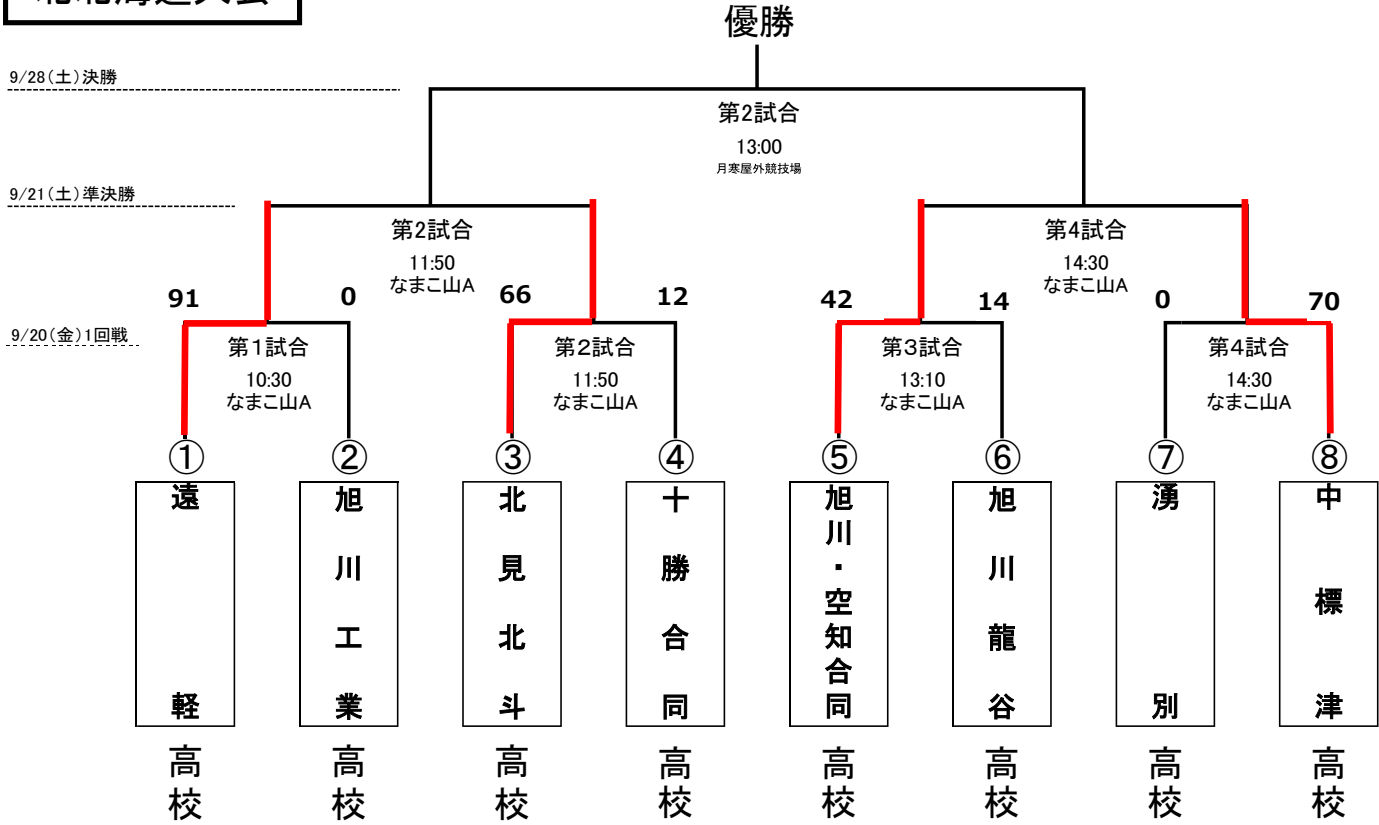 北北海道大会
優勝
9/28(土)決勝
第2試合
13:00
月寒屋外競技場
9/21(土)準決勝
第2試合
11:50
なまこ山A
第4試合
14:30
なまこ山A
91
0
66
12
42
14
0
70
9/20(金)1回戦
第1試合
10:30
なまこ山A
第2試合
11:50
なまこ山A
第3試合
13:10
なまこ山A
第4試合
14:30
なまこ山A
①
遠軽
高校
②
旭川工業
高校
③
北見北斗
高校
④
十勝合同
高校
⑤
旭川・空知合同
高校
⑥
旭川龍谷
高校
⑦
湧別
高校
⑧
中標津
高校